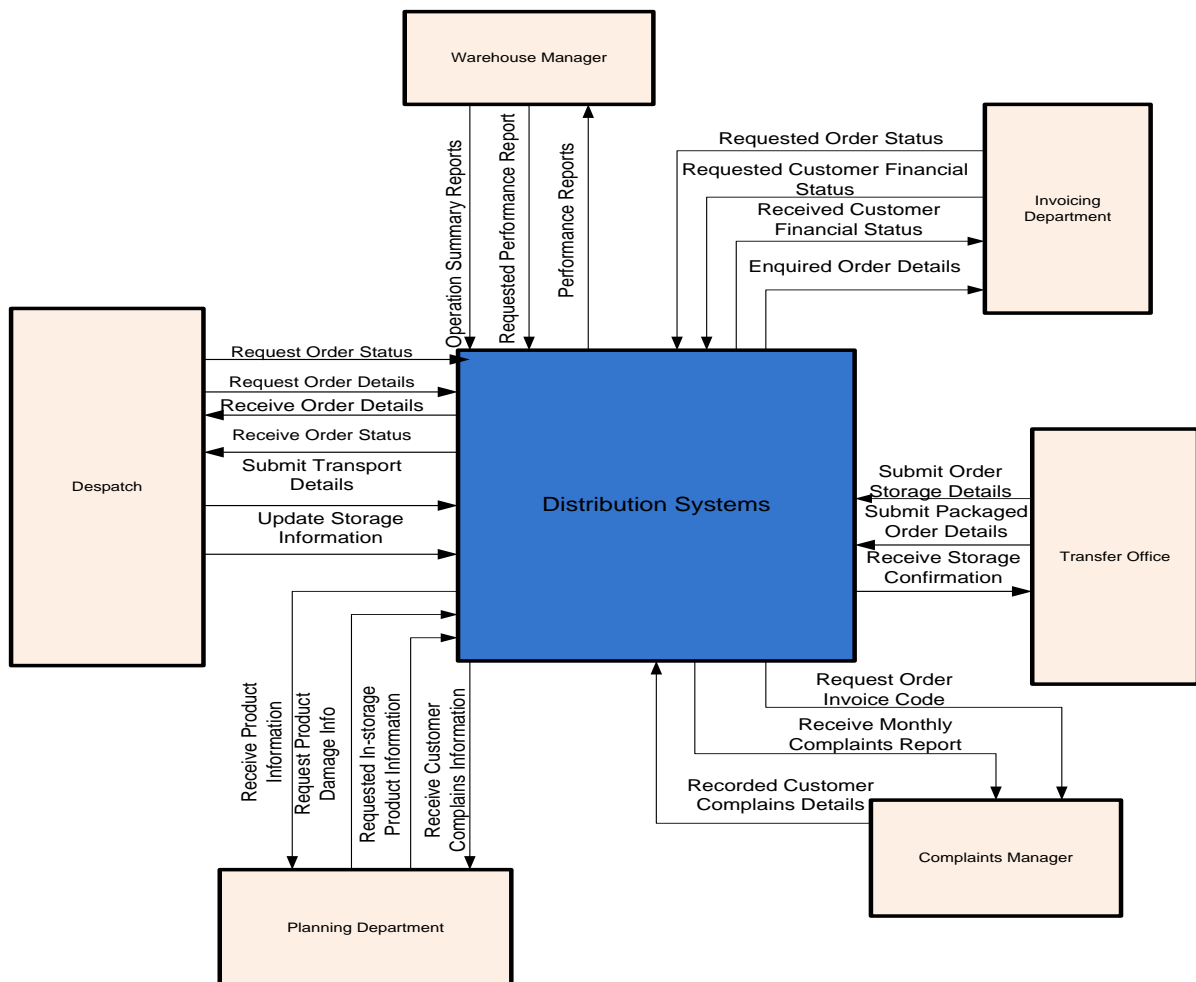 Warehouse Manager
Operation Summary Reports
Requested Performance Report
Performance Reports
Requested Order Status
Requested Customer Financial
Status
Received Customer
Financial Status
Enquired Order Details
Invoicing
Department
Request Order Status
Request Order Details
Receive Order Details
Receive Order Status
Submit Transport
Details
Update Storage
Information
Despatch
Distribution Systems
Submit Order
Storage Details
Submit Packaged
Order Details
Receive Storage
Confirmation
Transfer Office
Receive Product
Information
Request Product
Damage Info
Requested In-storage
Product Information
Receive Customer
Complains Information
Request Order
Invoice Code
Receive Monthly
Complaints Report
Recorded Customer
Complains Details
Complaints Manager
Planning Department